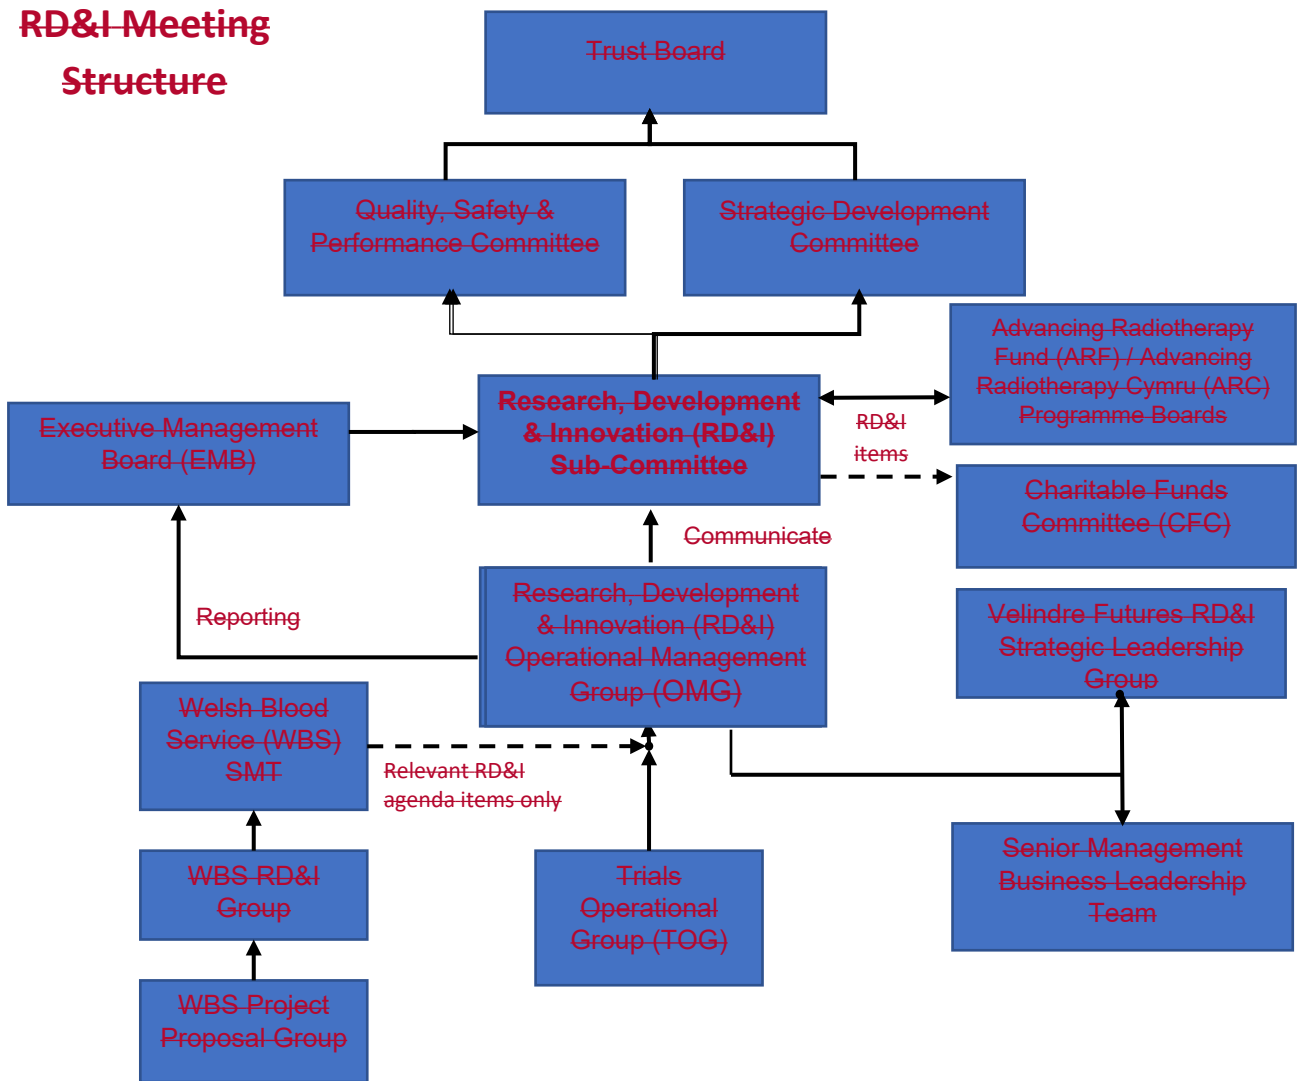 RD&I Meeting
Structure
Trust Board
Quality, Safety &
Performance Committee
Strategic Development
Committee
Advancing Radiotherapy
Fund (ARF) / Advancing
Radiotherapy Cymru (ARC)
Programme Boards
Executive Management
Board (EMB)
Research, Development
& Innovation (RD&I)
Sub-Committee
RD&I
items
Charitable Funds
Committee (CFC)
Communicate
Research, Development
& Innovation (RD&I)
Operational Management
Group (OMG)
Velindre Futures RD&I
Strategic Leadership
Group
Reporting
Welsh Blood
Service (WBS)
SMT
Relevant RD&I
agenda items only
Senior Management
Business Leadership
Team
WBS RD&I
Group
Trials
Operational
Group (TOG)
WBS Project
Proposal Group